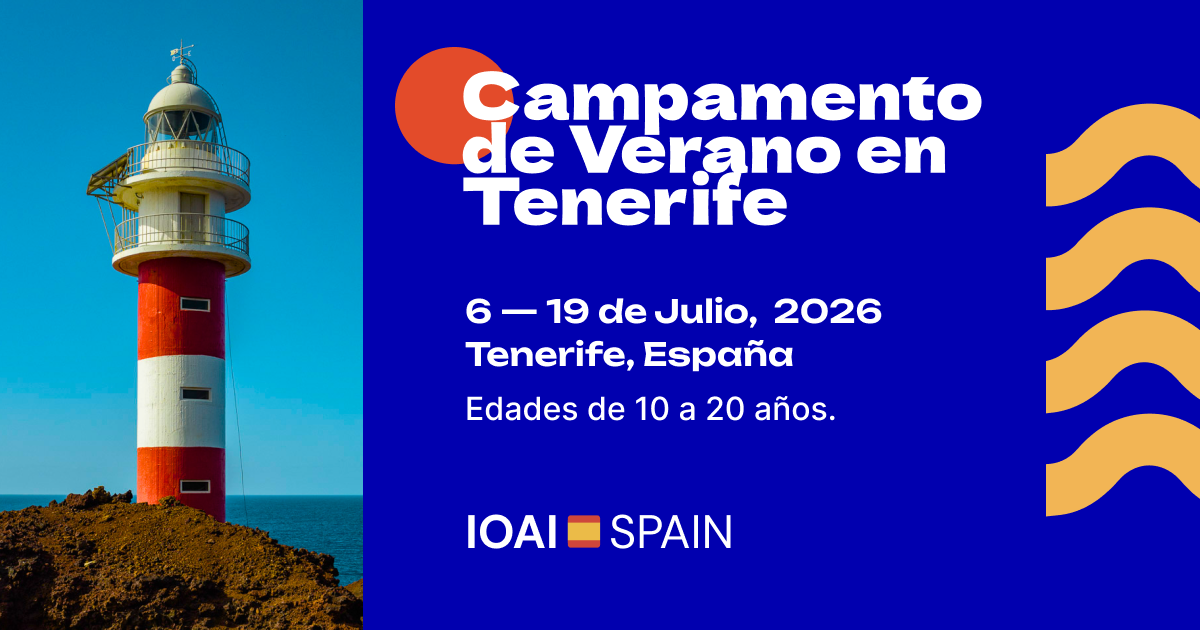 Campamento
de Verano en
Tenerife
6 — 19 de Julio, 2026
Tenerife, España
Edades de 10 a 20 años.
IOAI SPAIN